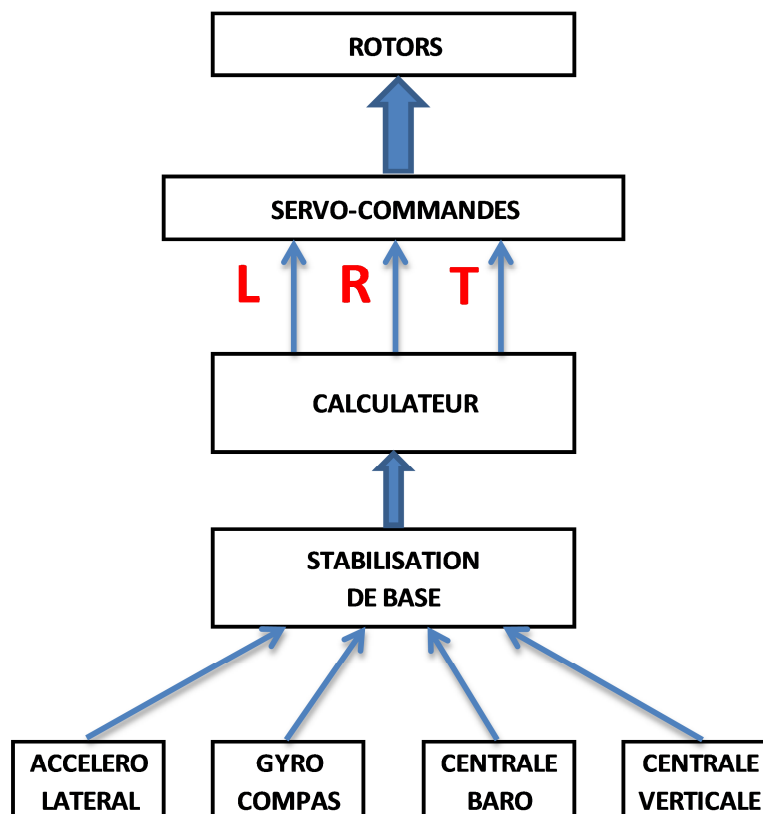 ROTORS
SERVO-COMMANDES
L R T
CALCULATEUR
STABILISATION
DE BASE
ACCELERO
LATERAL
GYRO
COMPAS
CENTRALE
BARO
CENTRALE
VERTICALE